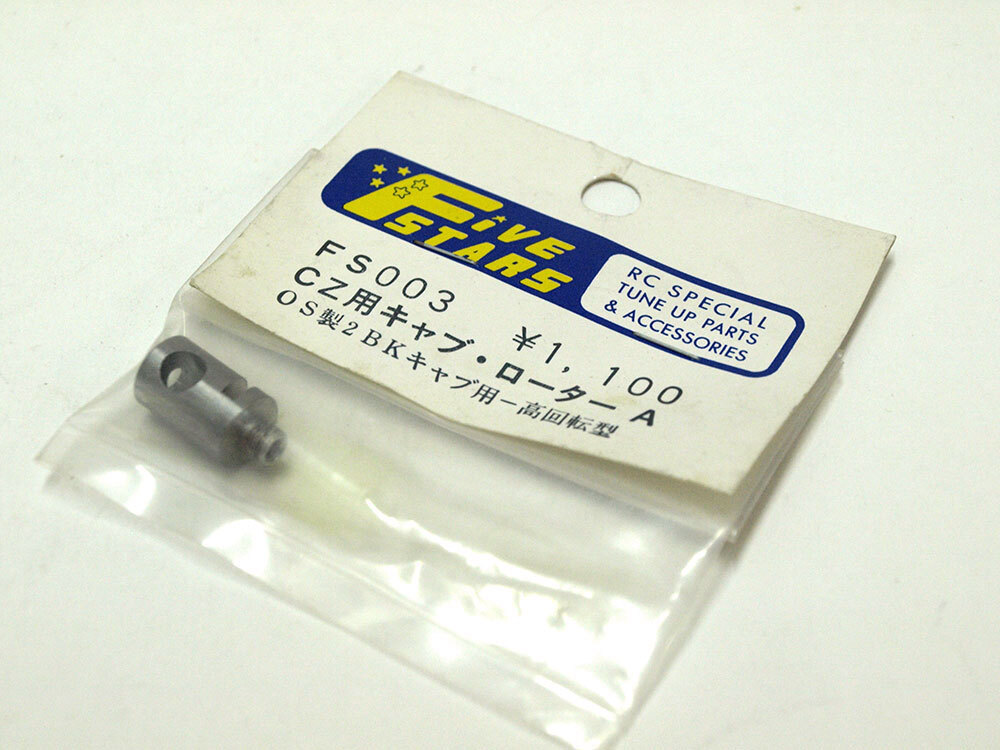 FIVE
STARS
RC SPECIAL
TUNE UP PARTS
& ACCESSORIES
FS003 ¥1,100
CZ用キャブ・ローターA
OS製2BKキャブ用－高回転型